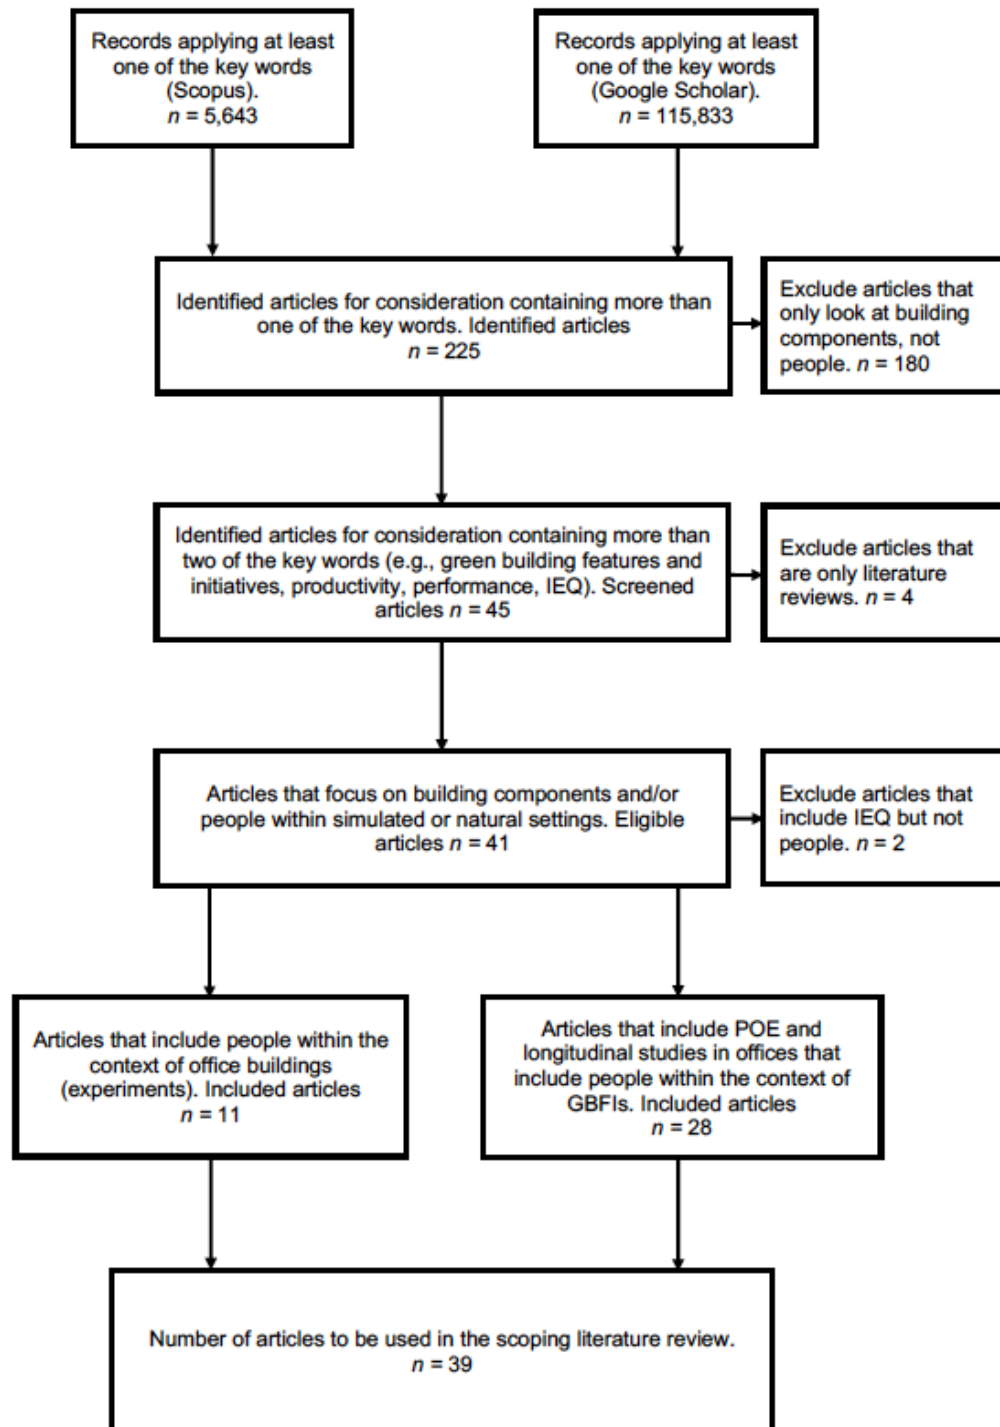 Records applying at least
one of the key words
(Scopus).
n = 5,643
Records applying at least
one of the key words
(Google Scholar).
n = 115,833
Identified articles for consideration containing more than
one of the key words. Identified articles
n = 225
Exclude articles that
only look at building
components, not
people. n = 180
Identified articles for consideration containing more than
two of the key words (e.g., green building features and
initiatives, productivity, performance, IEQ). Screened
articles n = 45
Exclude articles that
are only literature
reviews. n = 4
Articles that focus on building components and/or
people within simulated or natural settings. Eligible
articles n = 41
Exclude articles that
include IEQ but not
people. n = 2
Articles that include people within the
context of office buildings
(experiments). Included articles
n = 11
Articles that include POE and
longitudinal studies in offices that
include people within the context of
GBFIs. Included articles
n = 28
Number of articles to be used in the scoping literature review.
n = 39